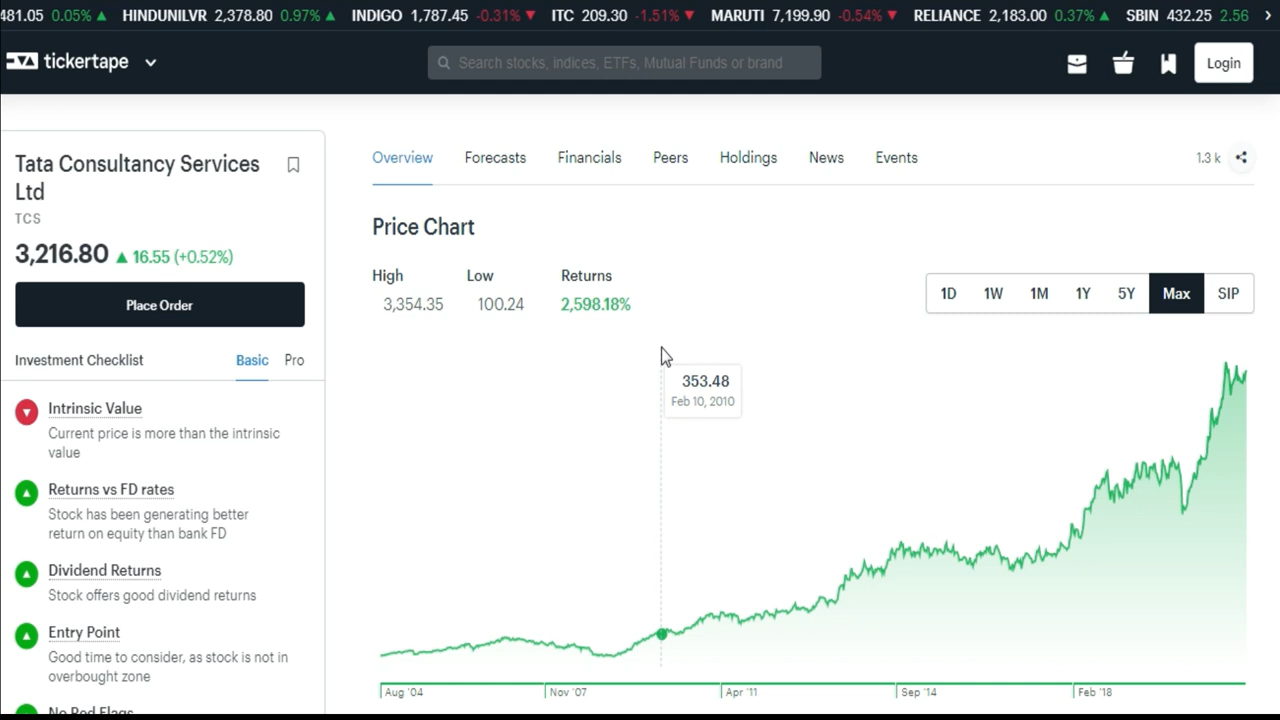 481.05 0.05% ▲ HINDUNILVR 2,378.80 0.97% ▲ INDIGO 1,787.45 -0.31% ▼ ITC 209.30 -1.51% ▼ MARUTI 7,199.90 -0.54% ▼ RELIANCE 2,183.00 0.37% ▲ SBIN 432.25 2.56
tickertape
Search stocks, indices, ETFs, Mutual Funds or brand
Login
Tata Consultancy Services
Ltd
TCS
3,216.80 ▲ 16.55 (+0.52%)
Place Order
Investment Checklist Basic Pro
Intrinsic Value
Current price is more than the intrinsic
value
Returns vs FD rates
Stock has been generating better
return on equity than bank FD
Dividend Returns
Stock offers good dividend returns
Entry Point
Good time to consider, as stock is not in
overbought zone
No Red Flags
Overview Forecasts Financials Peers Holdings News Events
1.3 k
Price Chart
High Low Returns
3,354.35 100.24 2,598.18%
1D 1W 1M 1Y 5Y Max SIP
353.48
Feb 10, 2010
Aug '04 Nov '07 Apr '11 Sep '14 Feb '18